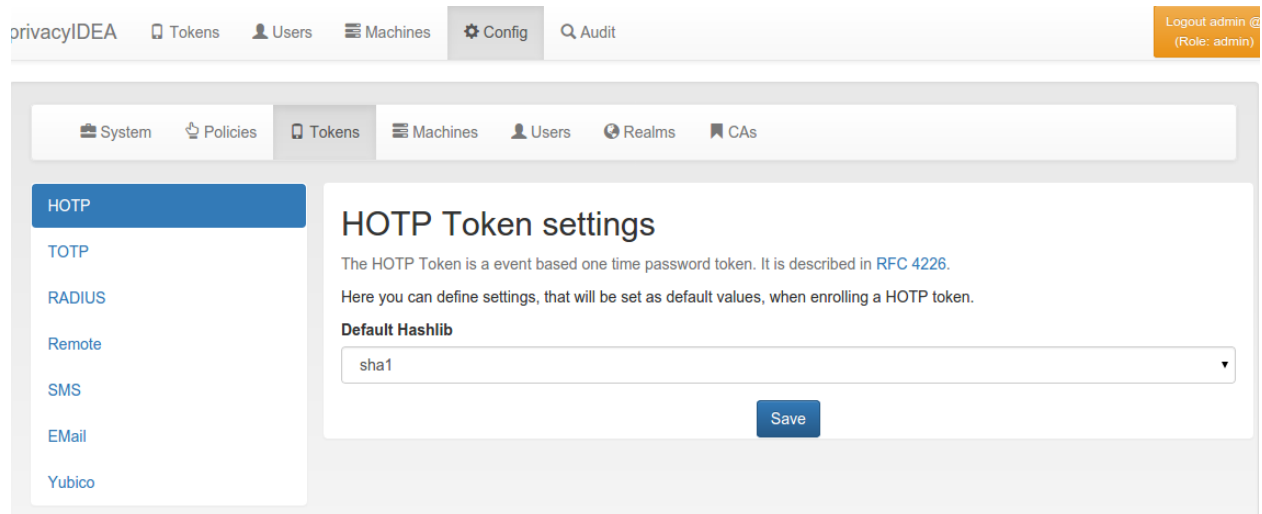 privacyIDEA Tokens Users Machines Config Audit
Logout admin @
(Role: admin)
System Policies Tokens Machines Users Realms CAs
HOTP
TOTP
RADIUS
Remote
SMS
EMail
Yubico
HOTP Token settings
The HOTP Token is a event based one time password token. It is described in RFC 4226.
Here you can define settings, that will be set as default values, when enrolling a HOTP token.
Default Hashlib
sha1
Save